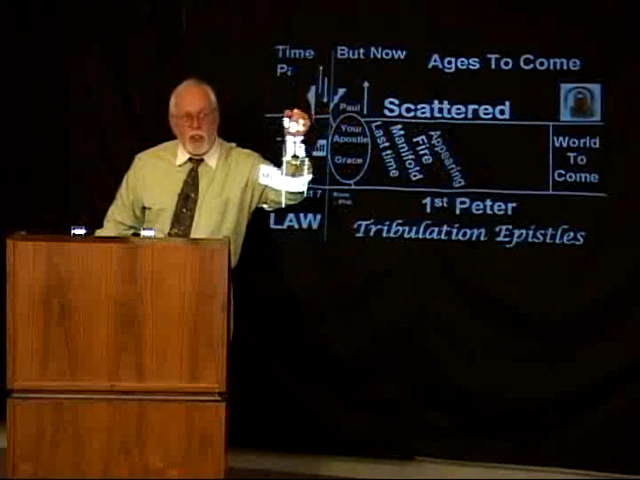 Time
But Now
Ages To Come
Paul
Scattered
Your
Apostle
Grace
Last time
Manifold
Fire
Appearing
World
To
Come
1st Peter
LAW
Tribulation Epistles